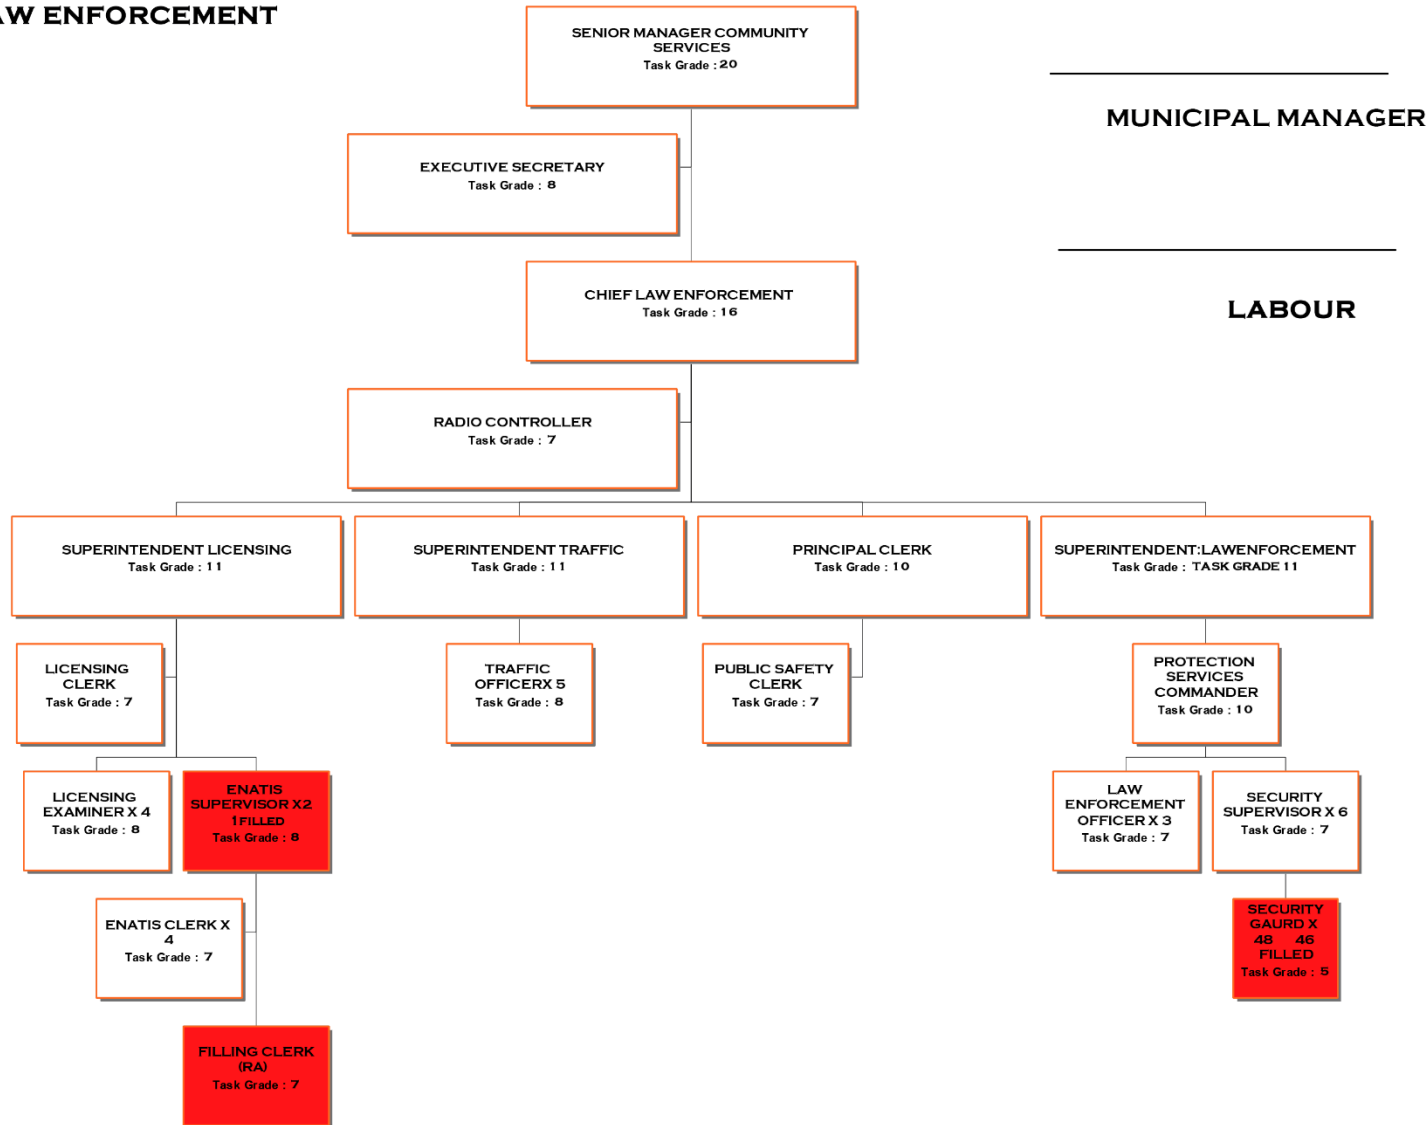 AW ENFORCEMENT
SENIOR MANAGER COMMUNITY
SERVICES
Task Grade : 20
MUNICIPAL MANAGER
EXECUTIVE SECRETARY
Task Grade : 8
CHIEF LAW ENFORCEMENT
Task Grade : 16
LABOUR
RADIO CONTROLLER
Task Grade : 7
SUPERINTENDENT LICENSING
Task Grade : 11
SUPERINTENDENT TRAFFIC
Task Grade : 11
PRINCIPAL CLERK
Task Grade : 10
SUPERINTENDENT:LAWENFORCEMENT
Task Grade : TASK GRADE 11
LICENSING
CLERK
Task Grade : 7
TRAFFIC
OFFICERX 5
Task Grade : 8
PUBLIC SAFETY
CLERK
Task Grade : 7
PROTECTION
SERVICES
COMMANDER
Task Grade : 10
LICENSING
EXAMINER X 4
Task Grade : 8
ENATIS
SUPERVISOR X2
1FILLED
Task Grade : 8
LAW
ENFORCEMENT
OFFICER X 3
Task Grade : 7
SECURITY
SUPERVISOR X 6
Task Grade : 7
ENATIS CLERK X
4
Task Grade : 7
SECURITY
GAURD X
48 46
FILLED
Task Grade : 5
FILLING CLERK
(RA)
Task Grade : 7